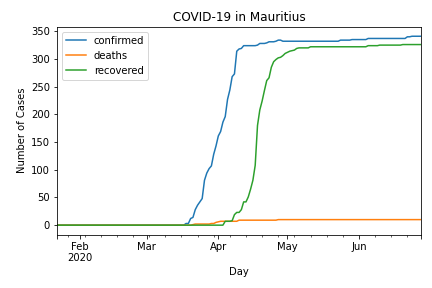 COVID-19 in Mauritius
350
300
250
200
150
100
50
0
Number of Cases
confirmed
deaths
recovered
Feb
2020
Mar
Apr
May
Jun
Day